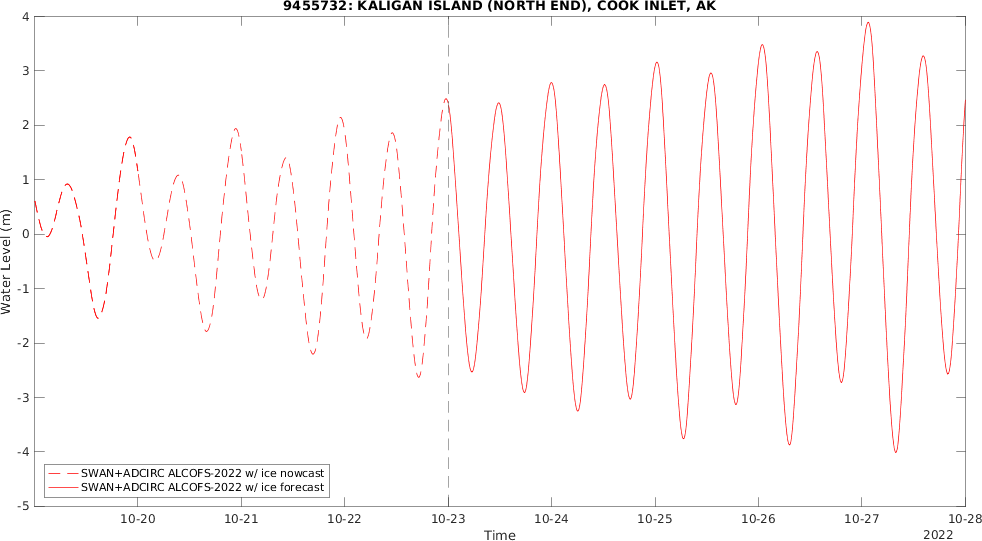 9455732: KALIGAN ISLAND (NORTH END), COOK INLET, AK
4
3
2
1
0
-1
-2
-3
-4
-5
Water Level (m)
SWAN+ADCIRC ALCOFS-2022 w/ ice nowcast
SWAN+ADCIRC ALCOFS-2022 w/ ice forecast
10-20 10-21 10-22 10-23 10-24 10-25 10-26 10-27 10-28
Time
2022